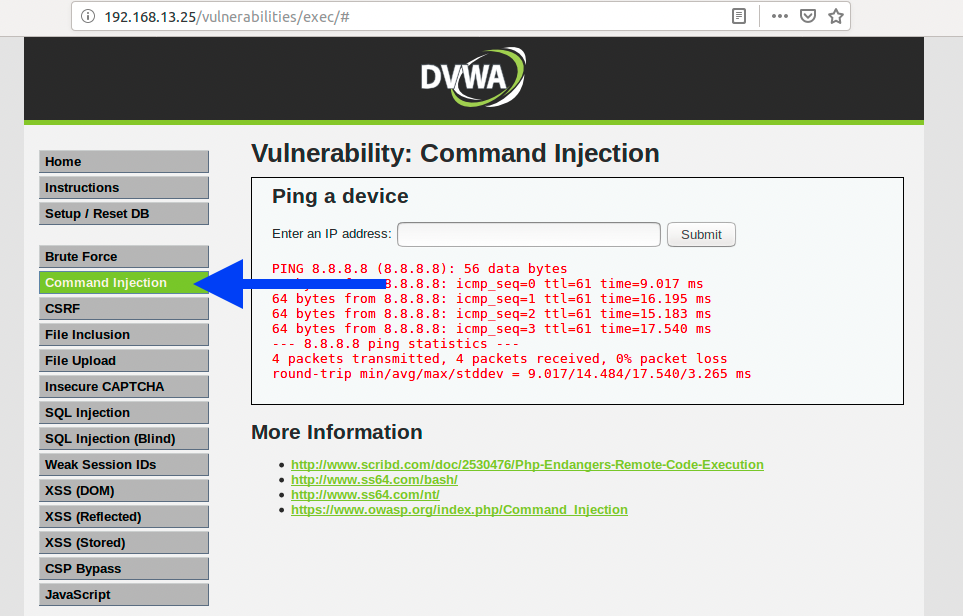 192.168.13.25/vulnerabilities/exec/#
DVWA
Home
Instructions
Setup / Reset DB
Brute Force
Command Injection
CSRF
File Inclusion
File Upload
Insecure CAPTCHA
SQL Injection
SQL Injection (Blind)
Weak Session IDs
XSS (DOM)
XSS (Reflected)
XSS (Stored)
CSP Bypass
JavaScript
Vulnerability: Command Injection
Ping a device
Enter an IP address:
Submit
PING 8.8.8.8 (8.8.8.8): 56 data bytes
8.8.8.8: icmp_seq=0 ttl=61 time=9.017 ms
64 bytes from 8.8.8.8: icmp_seq=1 ttl=61 time=16.195 ms
64 bytes from 8.8.8.8: icmp_seq=2 ttl=61 time=15.183 ms
64 bytes from 8.8.8.8: icmp_seq=3 ttl=61 time=17.540 ms
--- 8.8.8.8 ping statistics ---
4 packets transmitted, 4 packets received, 0% packet loss
round-trip min/avg/max/stddev = 9.017/14.484/17.540/3.265 ms
More Information
http://www.scribd.com/doc/2530476/Php-Endangers-Remote-Code-Execution
http://www.ss64.com/bash/
http://www.ss64.com/nt/
https://www.owasp.org/index.php/Command_Injection